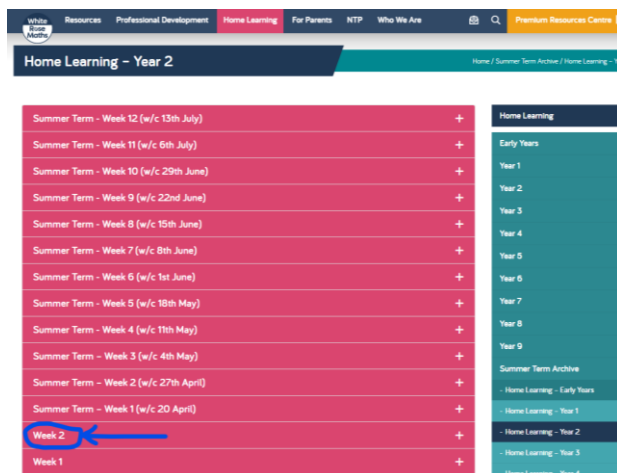 White
Rose
Maths
Resources Professional Development Home Learning For Parents NTP Who We Are Premium Resources Centre
Home Learning – Year 2
Home / Summer Term Archive / Home Learning – Y
Summer Term - Week 12 (w/c 13th July) +
Summer Term - Week 11 (w/c 6th July) +
Summer Term - Week 10 (w/c 29th June) +
Summer Term - Week 9 (w/c 22nd June) +
Summer Term - Week 8 (w/c 15th June) +
Summer Term - Week 7 (w/c 8th June) +
Summer Term - Week 6 (w/c 1st June) +
Summer Term - Week 5 (w/c 18th May) +
Summer Term - Week 4 (w/c 11th May) +
Summer Term – Week 3 (w/c 4th May) +
Summer Term – Week 2 (w/c 27th April) +
Summer Term – Week 1 (w/c 20 April) +
Week 2 +
Week 1 +
Home Learning
Early Years
Year 1
Year 2
Year 3
Year 4
Year 5
Year 6
Year 7
Year 8
Year 9
Summer Term Archive
- Home Learning – Early Years
- Home Learning – Year 1
- Home Learning – Year 2
- Home Learning – Year 3